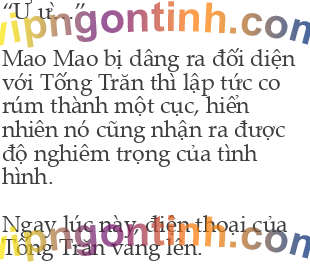 “Ư ừ...”
vipngontinh.com
Mao Mao bị dâng ra đối diện
với Tống Trăn thì lập tức co
rúm thành một cục, hiển
nhiên nó cũng nhận ra được
độ nghiêm trọng của tình
hình.
Ngay lúc này, điện thoại của
Tống Trăn vang lên.
vipngontinh.com